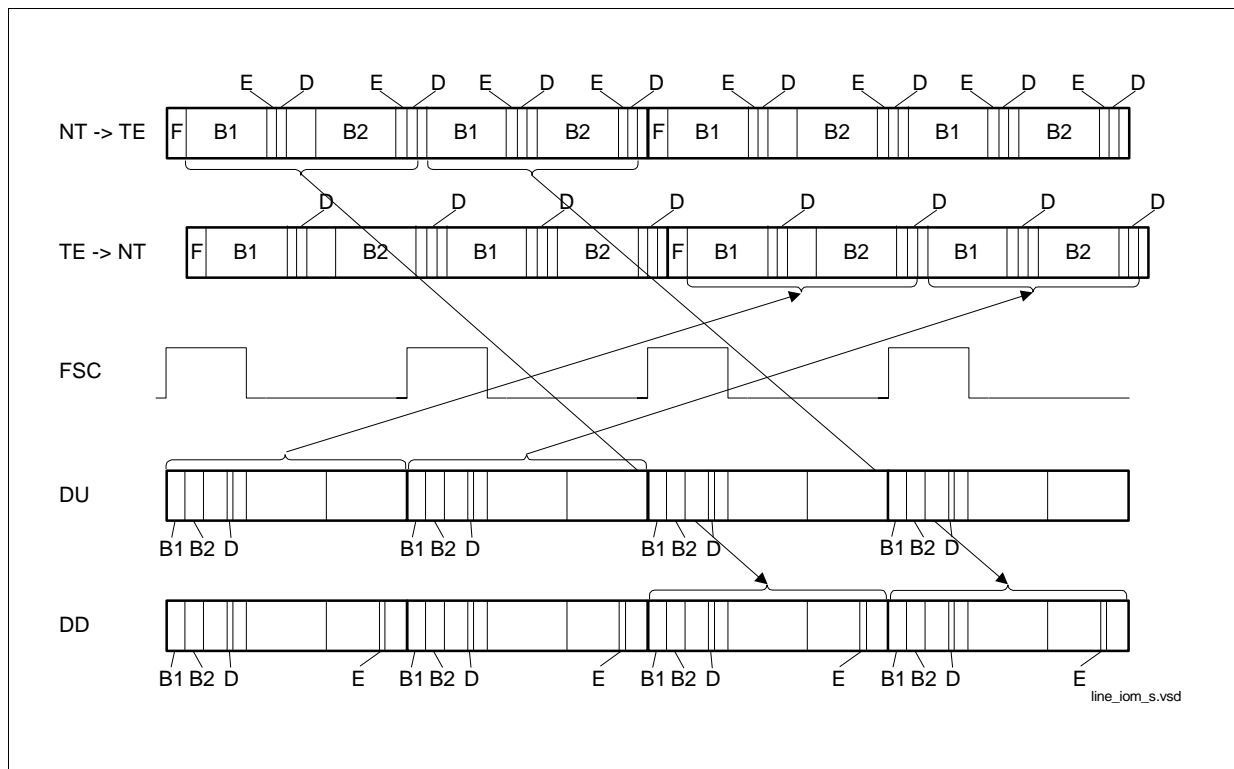 E D E D E D E D E D E D E D E D
NT -> TE F B1 B2 B1 B2 F B1 B2 B1 B2
D D D D D D D D
TE -> NT F B1 B2 B1 B2 F B1 B2 B1 B2
FSC
DU
B1 B2 D B1 B2 D B1 B2 D B1 B2 D
DD
B1 B2 D E B1 B2 D E B1 B2 D E B1 B2 D E
line_iom_s.vsd